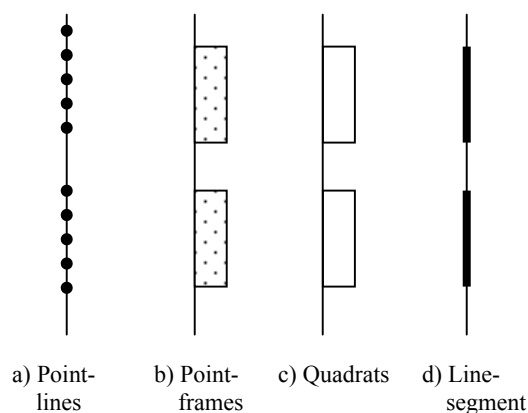 a) Point-
lines
b) Point-
frames
c) Quadrats
d) Line-
segment